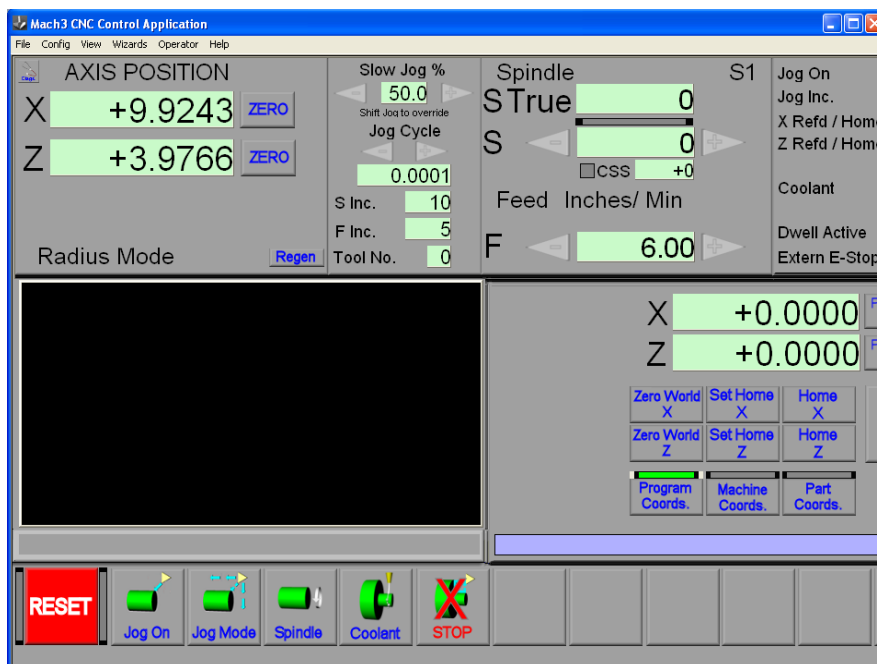 Mach3 CNC Control Application
File Config View Wizards Operator Help
AXIS POSITION
X +9.9243 ZERO
Z +3.9766 ZERO
Radius Mode Regen
Slow Jog %
50.0
Shift Jog to override
Jog Cycle
0.0001
S Inc. 10
F Inc. 5
Tool No. 0
Spindle S1
S True 0
S 0
CSS +0
Feed Inches/ Min
F 6.00
Jog On
Jog Inc.
X Refd / Home
Z Refd / Home
Coolant
Dwell Active
Extern E-Stop
X +0.0000
Z +0.0000
Zero World X
Set Home X
Home X
Zero World Z
Set Home Z
Home Z
Program Coords.
Machine Coords.
Part Coords.
RESET
Jog On
Jog Mode
Spindle
Coolant
STOP